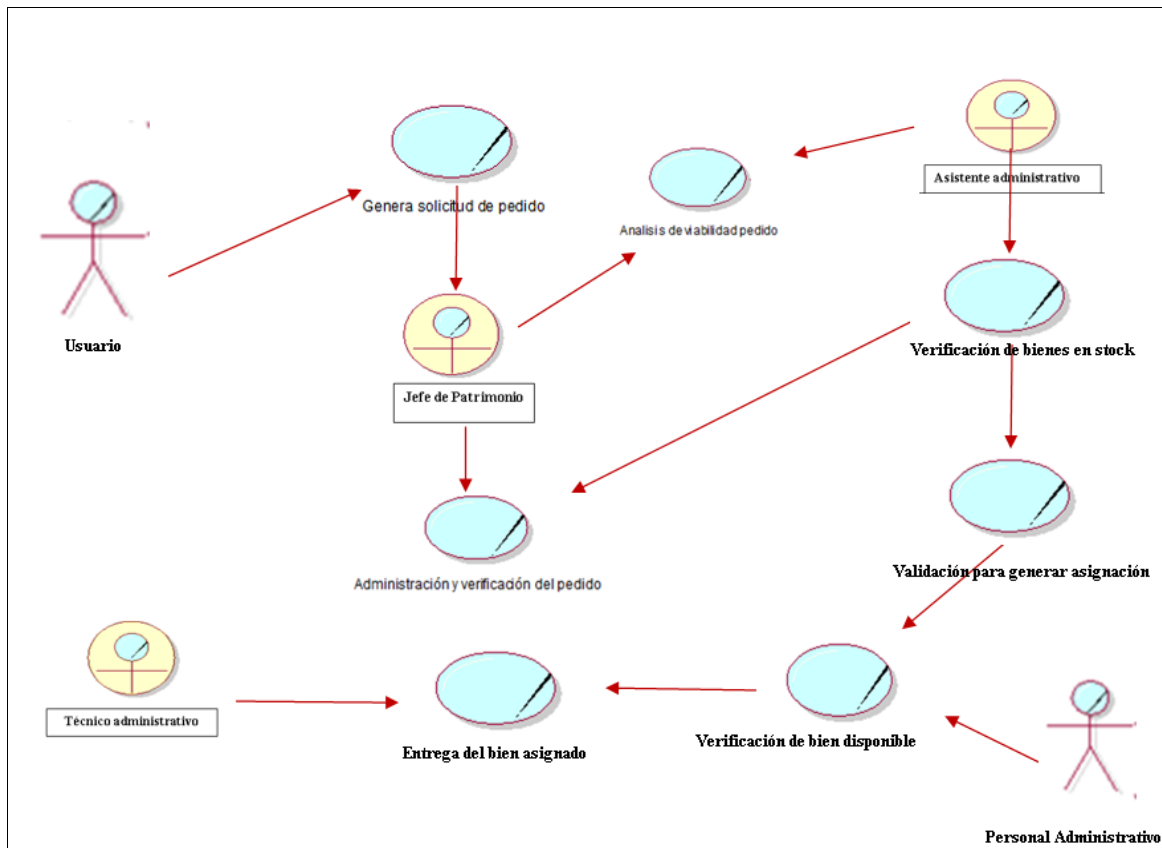 Asistente administrativo
Genera solicitud de pedido
Analisis de viabilidad pedido
Usuario
Verificación de bienes en stock
Jefe de Patrimonio
Validación para generar asignación
Administración y verificación del pedido
Técnico administrativo
Entrega del bien asignado
Verificación de bien disponible
Personal Administrativo